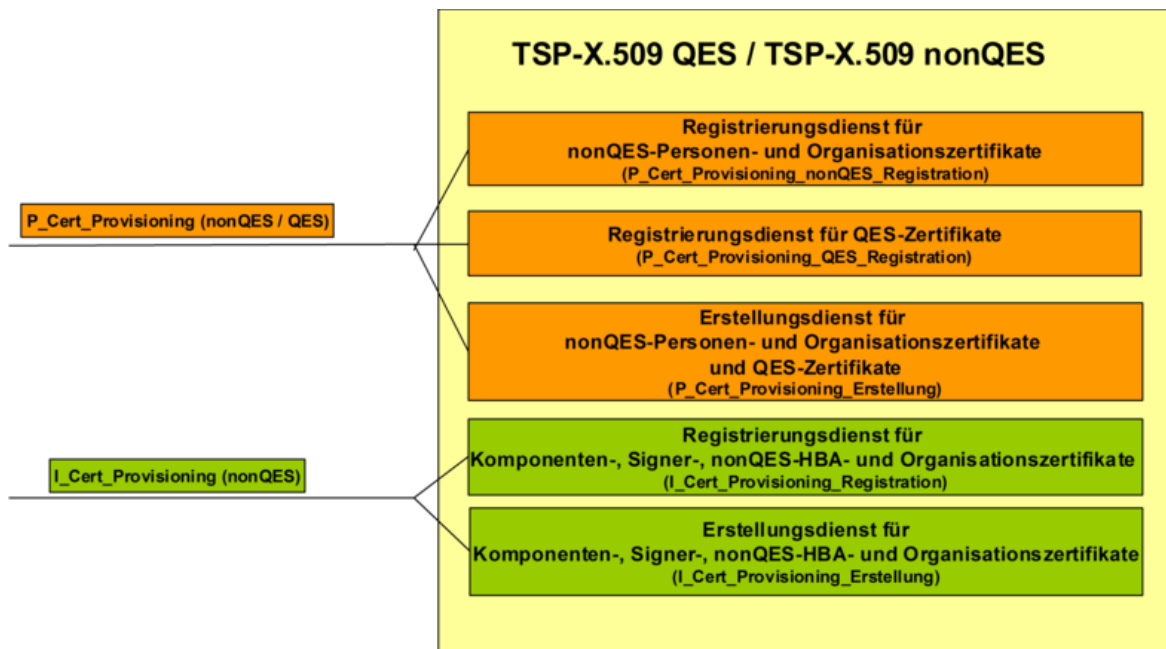 TSP-X.509 QES / TSP-X.509 nonQES
Registrierungsdienst für
nonQES-Personen- und Organisationszertifikate
(P_Cert_Provisioning_nonQES_Registration)
P_Cert_Provisioning (nonQES / QES)
Registrierungsdienst für QES-Zertifikate
(P_Cert_Provisioning_QES_Registration)
Erstellungsdienst für
nonQES-Personen- und Organisationszertifikate
und QES-Zertifikate
(P_Cert_Provisioning_Erstellung)
Registrierungsdienst für
Komponenten-, Signer-, nonQES-HBA- und Organisationszertifikate
(I_Cert_Provisioning_Registration)
I_Cert_Provisioning (nonQES)
Erstellungsdienst für
Komponenten-, Signer-, nonQES-HBA- und Organisationszertifikate
(I_Cert_Provisioning_Erstellung)